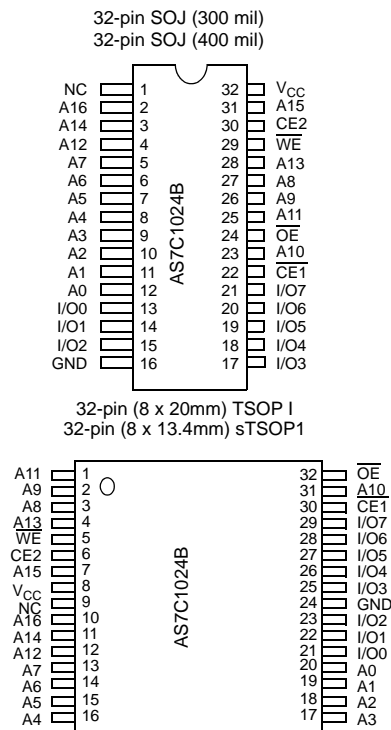 32-pin SOJ (300 mil)
32-pin SOJ (400 mil)
NC 1 32 VCC
A16 2 31 A15
A14 3 30 CE2
A12 4 29 WE
A7 5 28 A13
A6 6 27 A8
A5 7 26 A9
A4 8 25 A11
A3 9 24 OE
A2 10 23 A10
A1 11 22 CE1
A0 12 21 I/O7
I/O0 13 20 I/O6
I/O1 14 19 I/O5
I/O2 15 18 I/O4
GND 16 17 I/O3
AS7C1024B
32-pin (8 x 20mm) TSOP I
32-pin (8 x 13.4mm) sTSOP1
A11 1 32 OE
A9 2 31 A10
A8 3 30 CE1
A13 4 29 I/O7
WE 5 28 I/O6
CE2 6 27 I/O5
A15 7 26 I/O4
VCC 8 25 I/O3
NC 9 24 GND
A16 10 23 I/O2
A14 11 22 I/O1
A12 12 21 I/O0
A7 13 20 A0
A6 14 19 A1
A5 15 18 A2
A4 16 17 A3
AS7C1024B